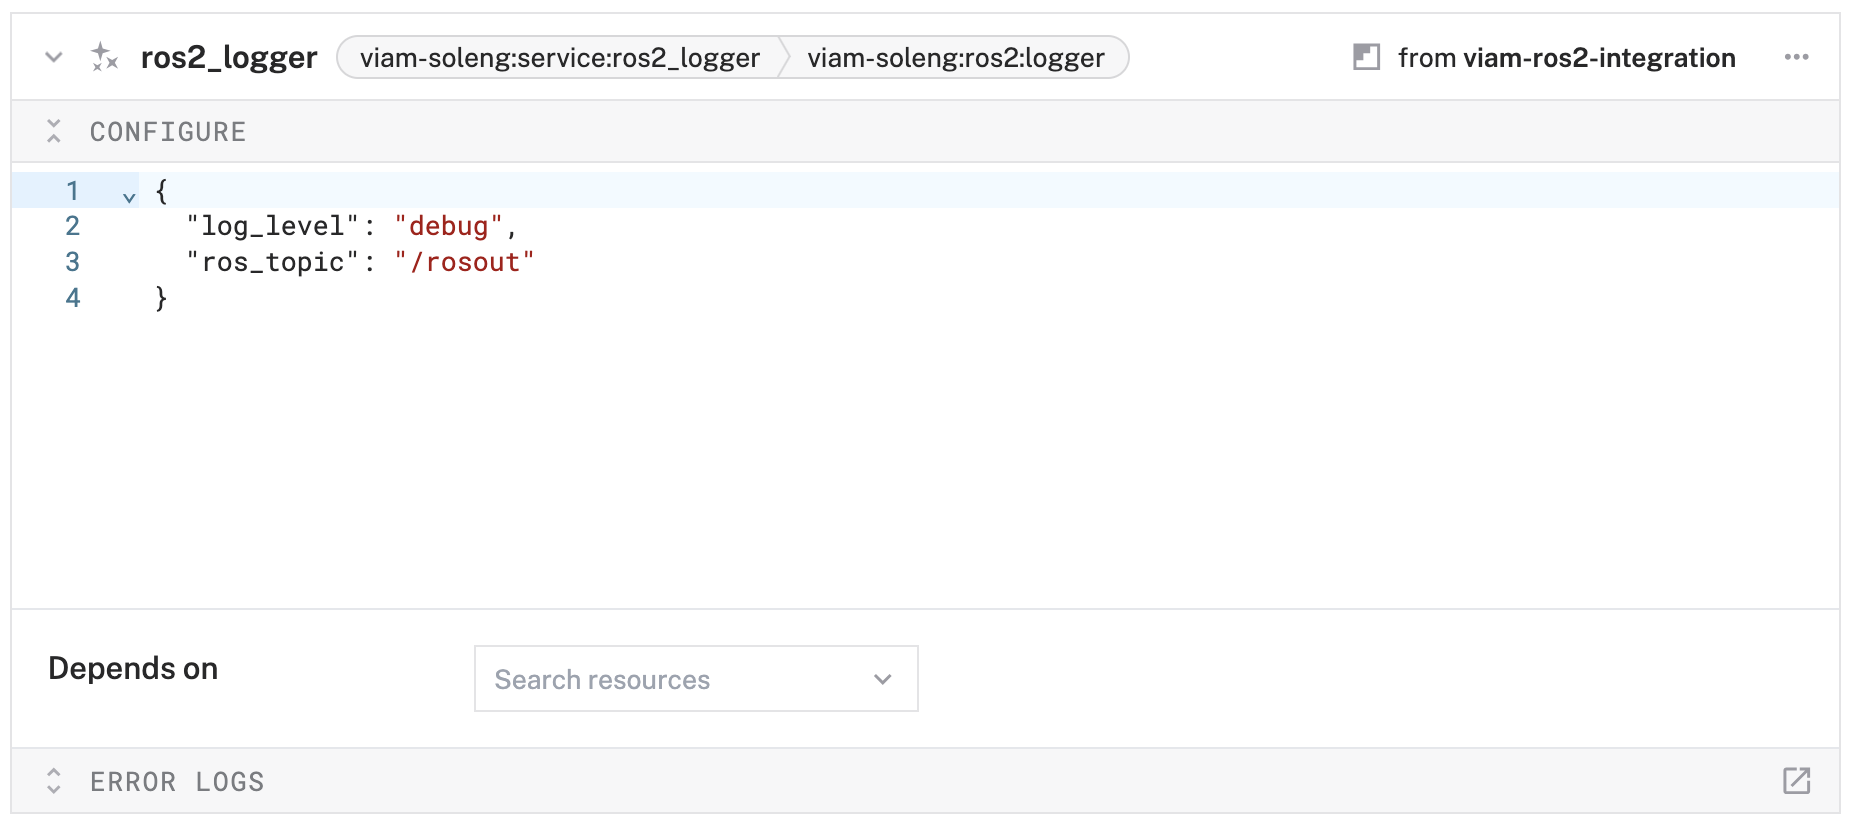 ros2_logger viam-soleng:service:ros2_logger viam-soleng:ros2:logger from viam-ros2-integration
CONFIGURE
1 {
2 "log_level": "debug",
3 "ros_topic": "/rosout"
4 }
Depends on Search resources
ERROR LOGS